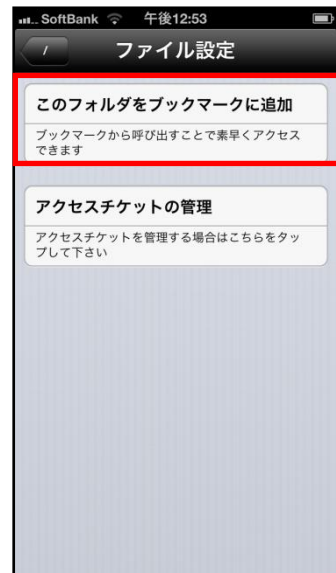 SoftBank 午後12:53
/ ファイル設定
このフォルダをブックマークに追加
ブックマークから呼び出すことで素早くアクセス
できます
アクセスチケットの管理
アクセスチケットを管理する場合はこちらをタッ
プして下さい